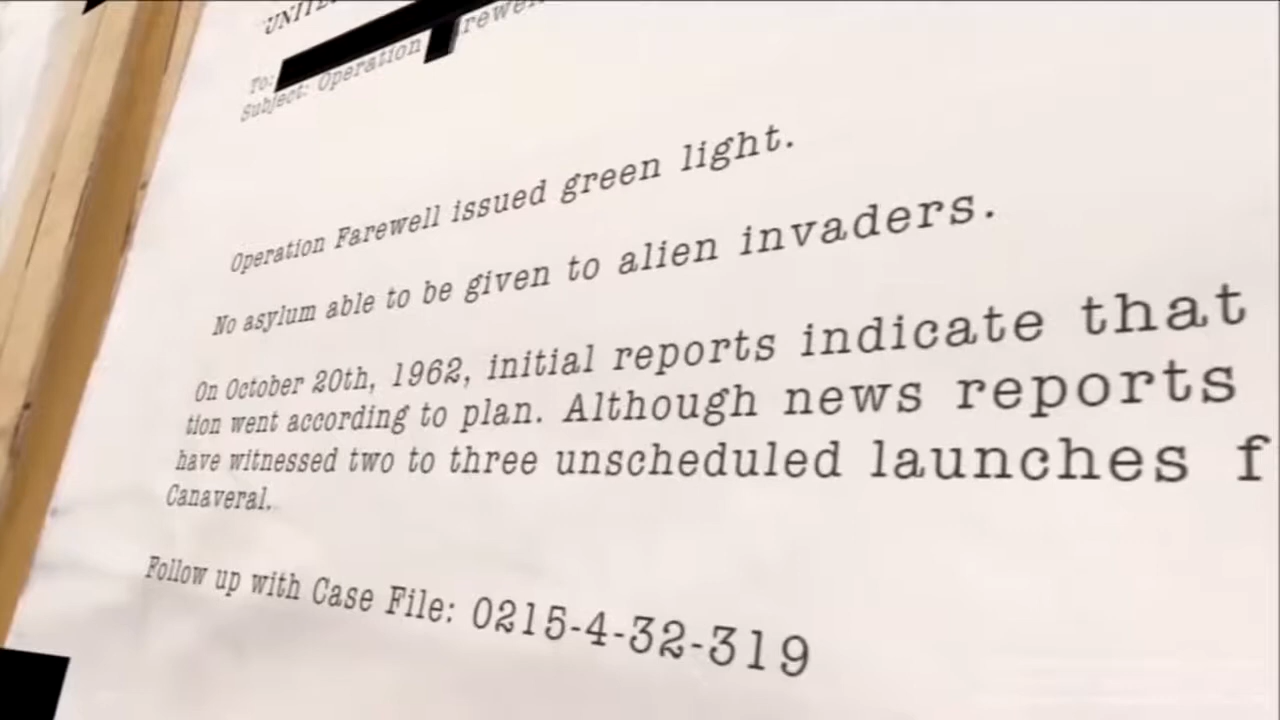 To:
Subject: Operation
Operation Farewell issued green light.
No asylum able to be given to alien invaders.
On October 20th, 1962, initial reports indicate that
tion went according to plan. Although news reports
have witnessed two to three unscheduled launches f
Canaveral.
Follow up with Case File: 0215-4-32-319